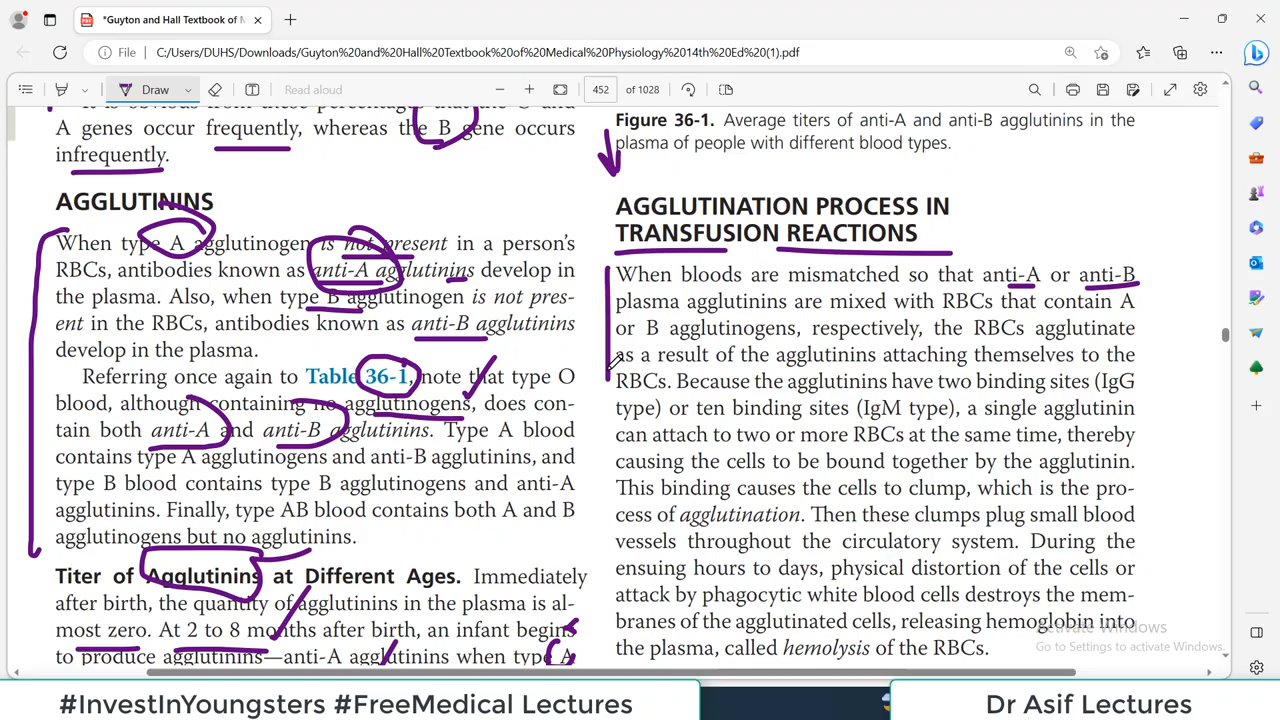 *Guyton and Hall Textbook of M
File
C:/Users/DUHS/Downloads/Guyton%20and%20Hall%20Textbook%20of%20Medical%20Physiology%2014th%20Ed%20(1).pdf
Draw
Read aloud
452 of 1028
A genes occur frequently, whereas the B gene occurs
infrequently.
AGGLUTININS
When type A agglutinogen is not present in a person's
RBCs, antibodies known as anti-A agglutinins develop in
the plasma. Also, when type B agglutinogen is not pres-
ent in the RBCs, antibodies known as anti-B agglutinins
develop in the plasma.
Referring once again to Table 36-1, note that type O
blood, although containing no agglutinogens, does con-
tain both anti-A and anti-B agglutinins. Type A blood
contains type A agglutinogens and anti-B agglutinins, and
type B blood contains type B agglutinogens and anti-A
agglutinins. Finally, type AB blood contains both A and B
agglutinogens but no agglutinins.
Titer of Agglutinins at Different Ages. Immediately
after birth, the quantity of agglutinins in the plasma is al-
most zero. At 2 to 8 months after birth, an infant begins
to produce agglutinins—anti-A agglutinins when type A
Figure 36-1. Average titers of anti-A and anti-B agglutinins in the
plasma of people with different blood types.
AGGLUTINATION PROCESS IN
TRANSFUSION REACTIONS
When bloods are mismatched so that anti-A or anti-B
plasma agglutinins are mixed with RBCs that contain A
or B agglutinogens, respectively, the RBCs agglutinate
as a result of the agglutinins attaching themselves to the
RBCs. Because the agglutinins have two binding sites (IgG
type) or ten binding sites (IgM type), a single agglutinin
can attach to two or more RBCs at the same time, thereby
causing the cells to be bound together by the agglutinin.
This binding causes the cells to clump, which is the pro-
cess of agglutination. Then these clumps plug small blood
vessels throughout the circulatory system. During the
ensuing hours to days, physical distortion of the cells or
attack by phagocytic white blood cells destroys the mem-
branes of the agglutinated cells, releasing hemoglobin into
the plasma, called hemolysis of the RBCs.
Activate Windows
Go to Settings to activate Windows.
#InvestInYoungsters #FreeMedical Lectures
Dr Asif Lectures